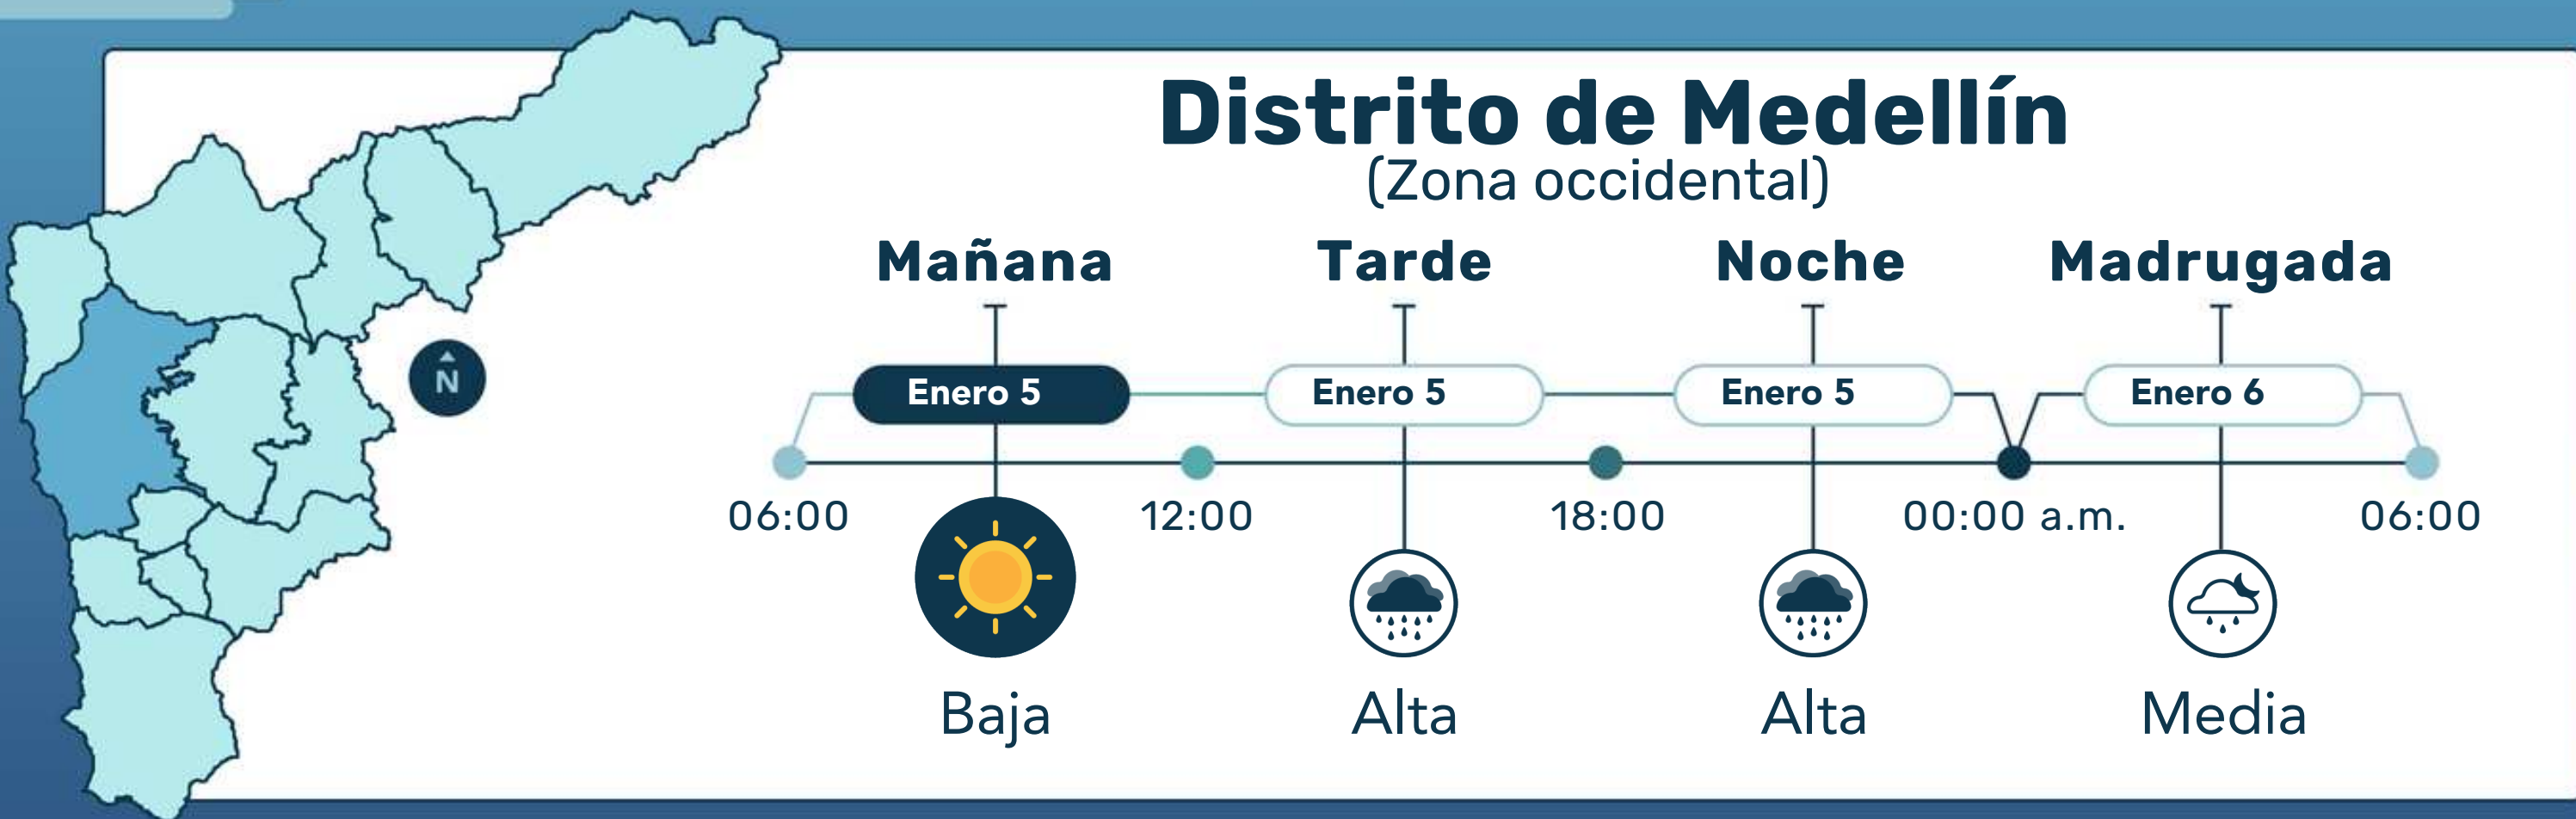 Distrito de Medellín
(Zona occidental)
Mañana Tarde Noche Madrugada
Enero 5 Enero 5 Enero 5 Enero 6
N
06:00 12:00 18:00 00:00 a.m. 06:00
Baja Alta Alta Media